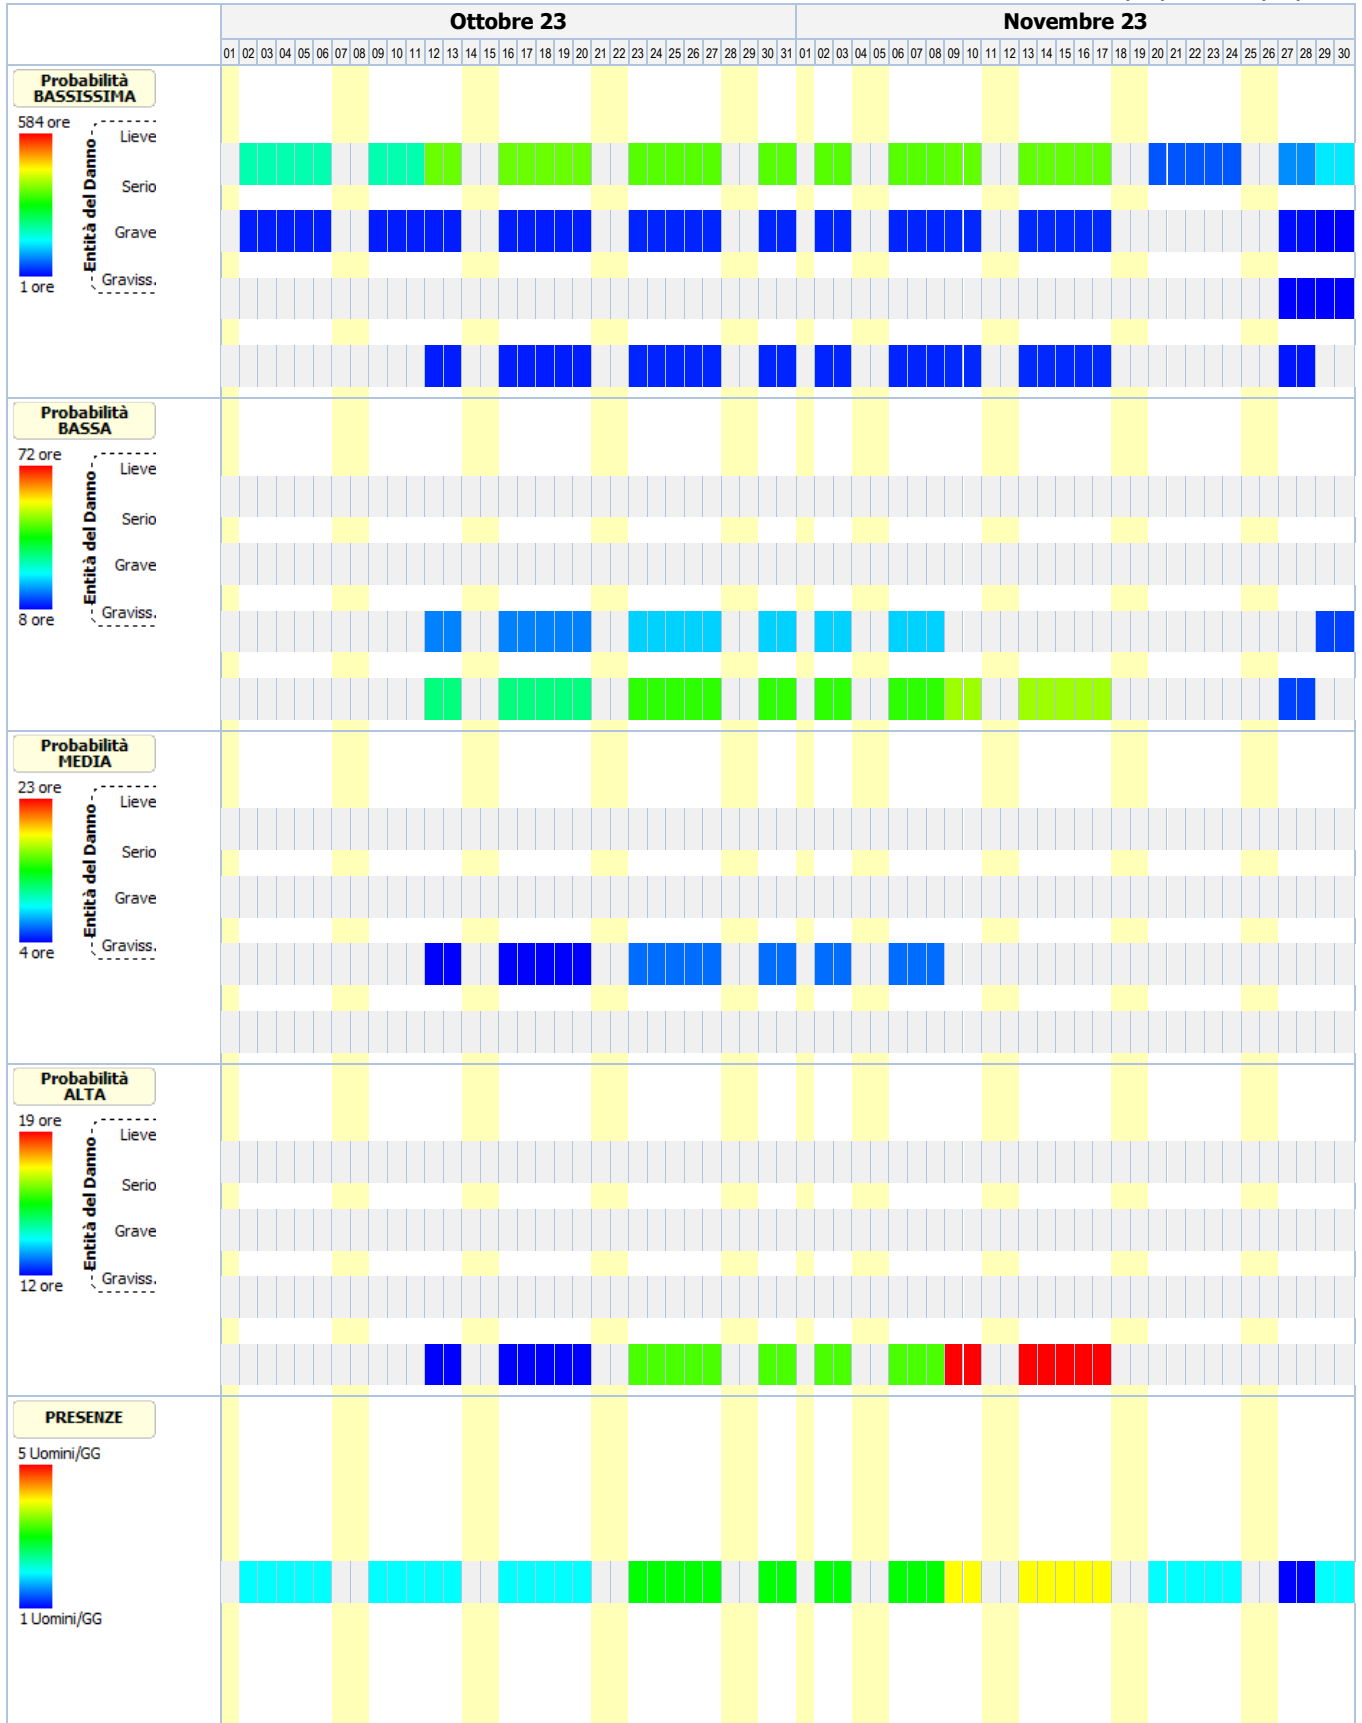 Ottobre 23 Novembre 23
01 02 03 04 05 06 07 08 09 10 11 12 13 14 15 16 17 18 19 20 21 22 23 24 25 26 27 28 29 30 31 01 02 03 04 05 06 07 08 09 10 11 12 13 14 15 16 17 18 19 20 21 22 23 24 25 26 27 28 29 30
Probabilità
BASSISSIMA
584 ore
Entità del Danno
Lieve
Serio
Grave
Graviss.
1 ore
Probabilità
BASSA
72 ore
Entità del Danno
Lieve
Serio
Grave
Graviss.
8 ore
Probabilità
MEDIA
23 ore
Entità del Danno
Lieve
Serio
Grave
Graviss.
4 ore
Probabilità
ALTA
19 ore
Entità del Danno
Lieve
Serio
Grave
Graviss.
12 ore
PRESENZE
5 Uomini/GG
1 Uomini/GG